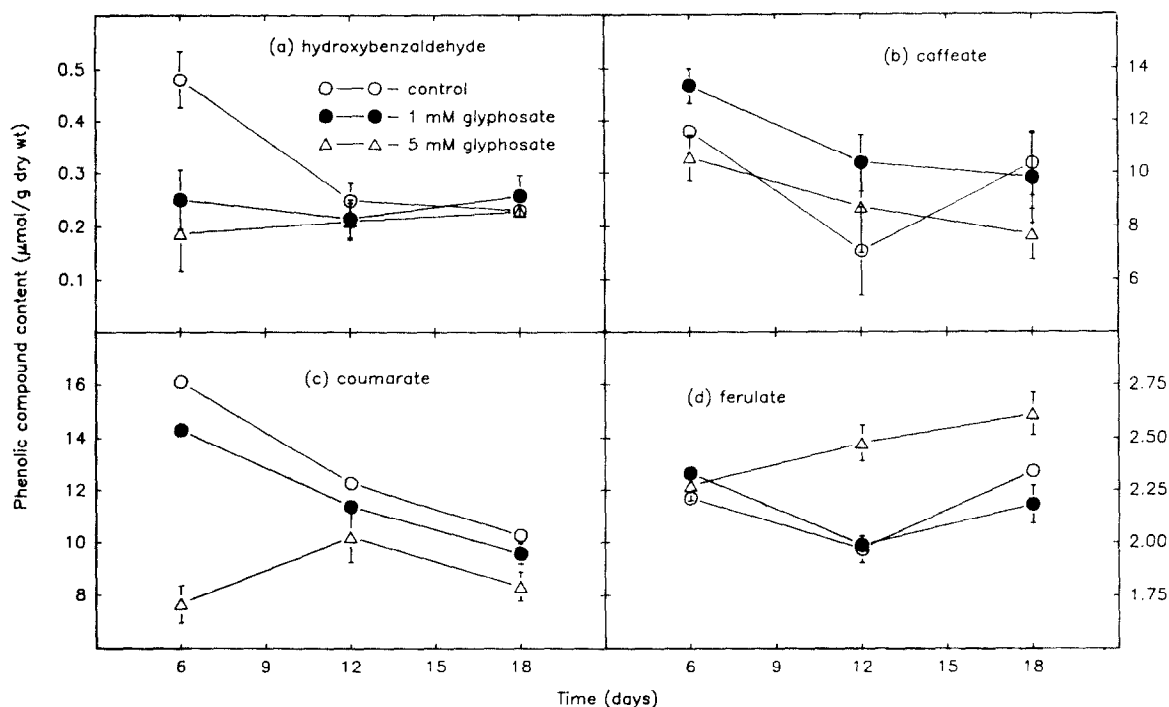 Phenolic compound content (μmol/g dry wt)
(a) hydroxybenzaldehyde
control
1 mM glyphosate
5 mM glyphosate
0.5
0.4
0.3
0.2
0.1
(b) caffeate
14
12
10
8
6
(c) coumarate
16
14
12
10
8
(d) ferulate
2.75
2.50
2.25
2.00
1.75
6 9 12 15 18
6 9 12 15 18
Time (days)